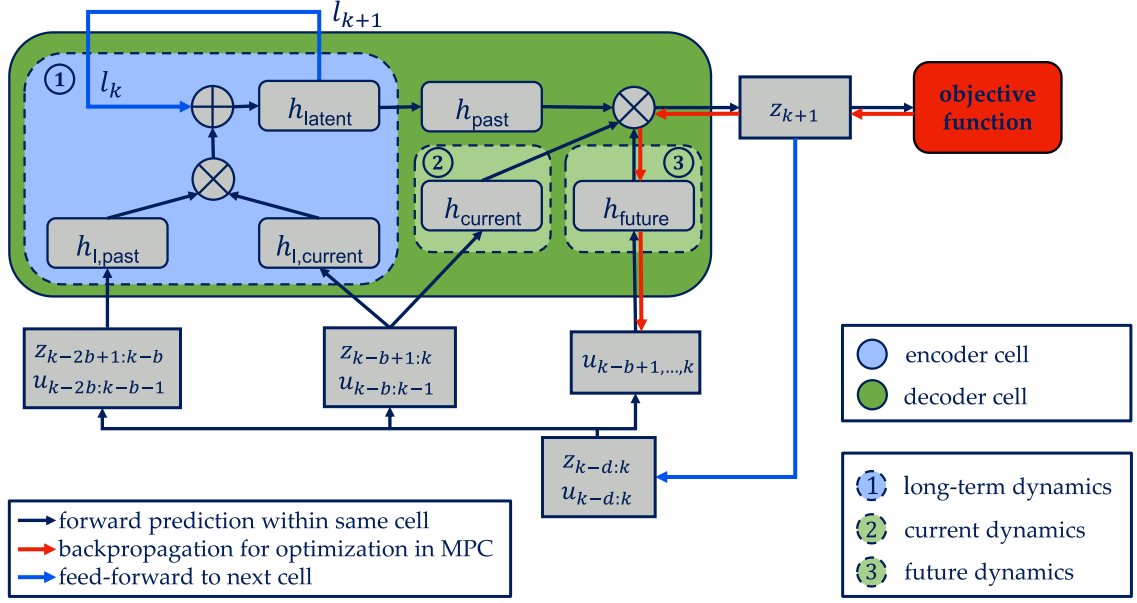 l_{k+1}
1
l_k
h_latent
h_past
z_{k+1}
objective
function
2
3
h_current
h_future
h_{l,past}
h_{l,current}
z_{k-2b+1:k-b}
u_{k-2b:k-b-1}
z_{k-b+1:k}
u_{k-b:k-1}
u_{k-b+1,...,k}
encoder cell
decoder cell
z_{k-d:k}
u_{k-d:k}
1 long-term dynamics
2 current dynamics
3 future dynamics
forward prediction within same cell
backpropagation for optimization in MPC
feed-forward to next cell